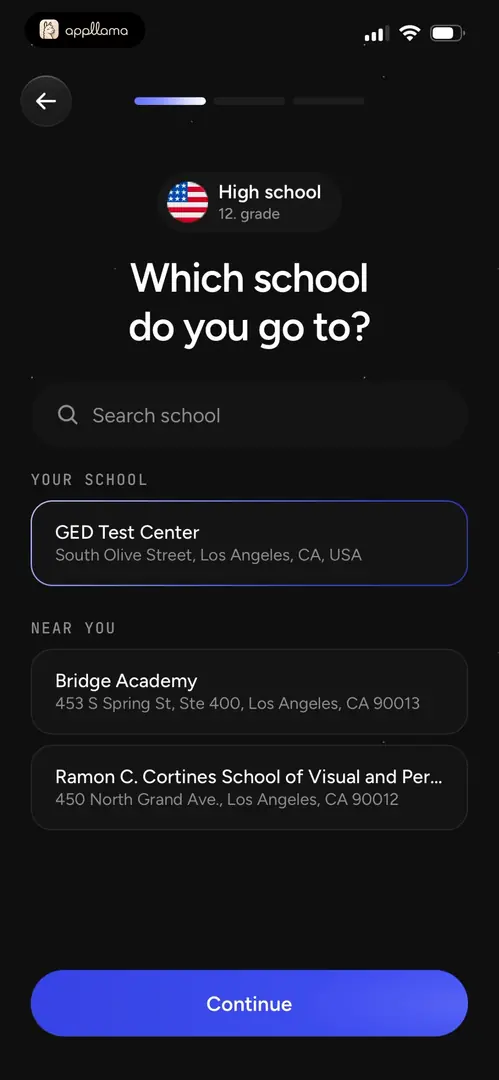 appllama
High school
12. grade
Which school
do you go to?
Search school
YOUR SCHOOL
GED Test Center
South Olive Street, Los Angeles, CA, USA
NEAR YOU
Bridge Academy
453 S Spring St, Ste 400, Los Angeles, CA 90013
Ramon C. Cortines School of Visual and Per...
450 North Grand Ave., Los Angeles, CA 90012
Continue